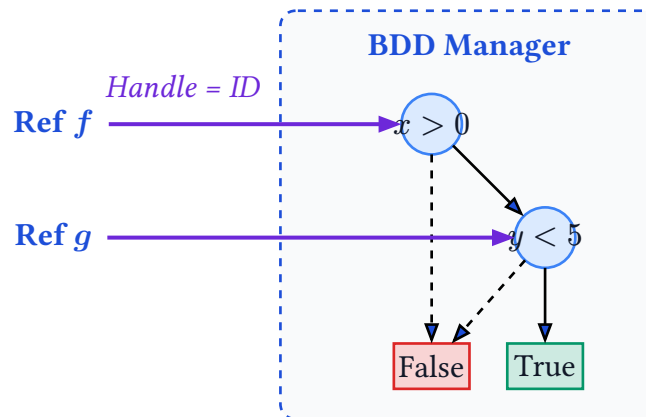 BDD Manager
Handle = ID
Ref f
x > 0
Ref g
y < 5
False
True